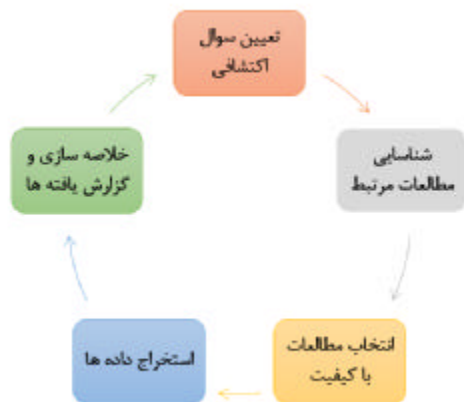 تعیین سوال
اکتشافی
شناسایی
مطالعات مرتبط
انتخاب مطالعات
با کیفیت
استخراج داده ها
خلاصه سازی و
گزارش یافته ها